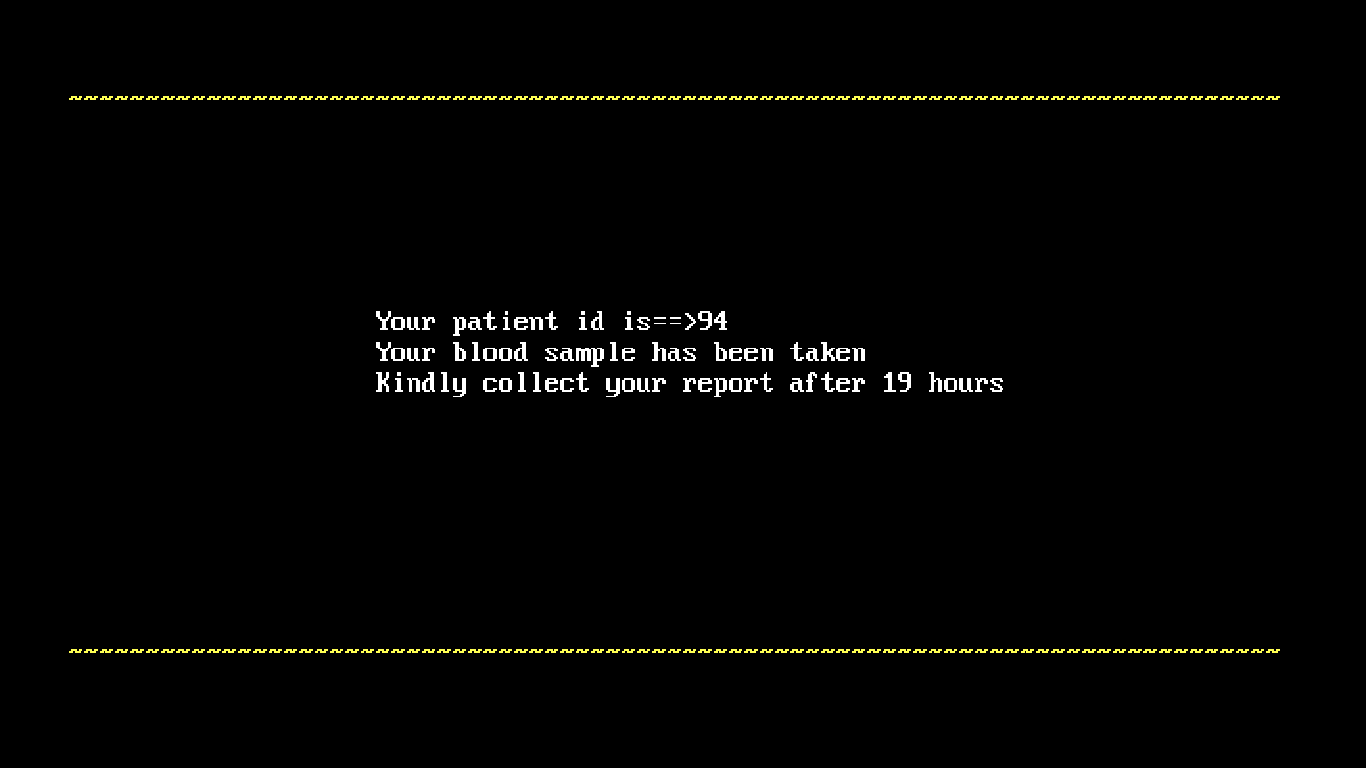 Your patient id is==>94
Your blood sample has been taken
Kindly collect your report after 19 hours